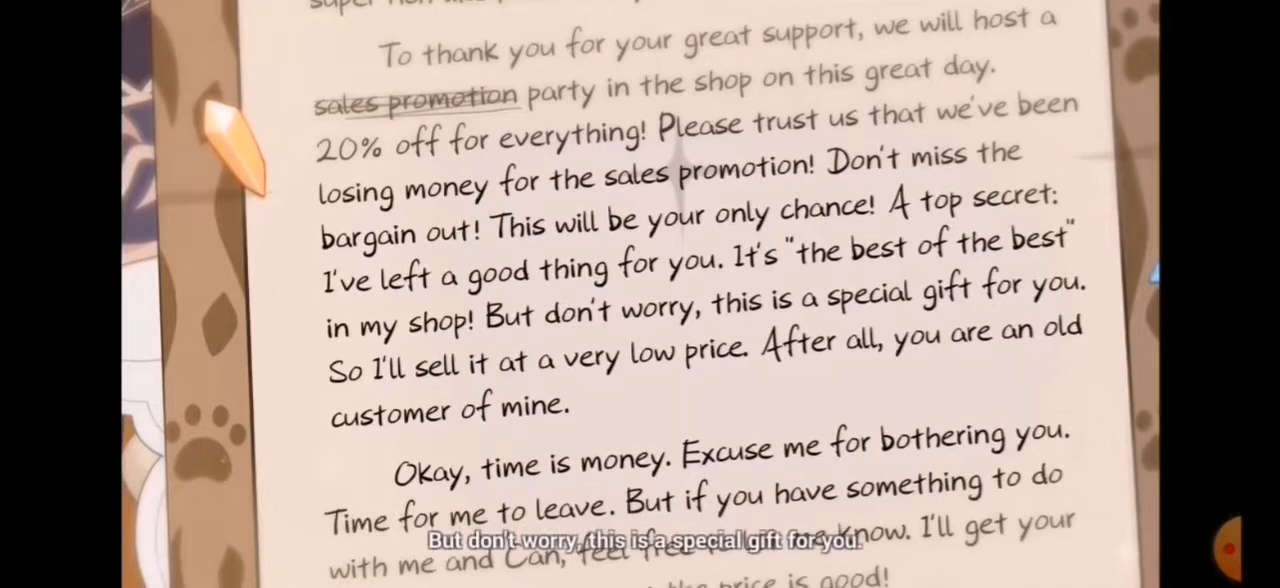 super
To thank you for your great support, we will host a
sales promotion party in the shop on this great day.
20% off for everything! Please trust us that we've been
losing money for the sales promotion! Don't miss the
bargain out! This will be your only chance! A top secret:
I've left a good thing for you. It's "the best of the best"
in my shop! But don't worry, this is a special gift for you.
So I'll sell it at a very low price. After all, you are an old
customer of mine.
Okay, time is money. Excuse me for bothering you.
Time for me to leave. But if you have something to do
with me and Can, feel free know. I'll get your
the price is good!
But don't worry, this is a special gift for you.